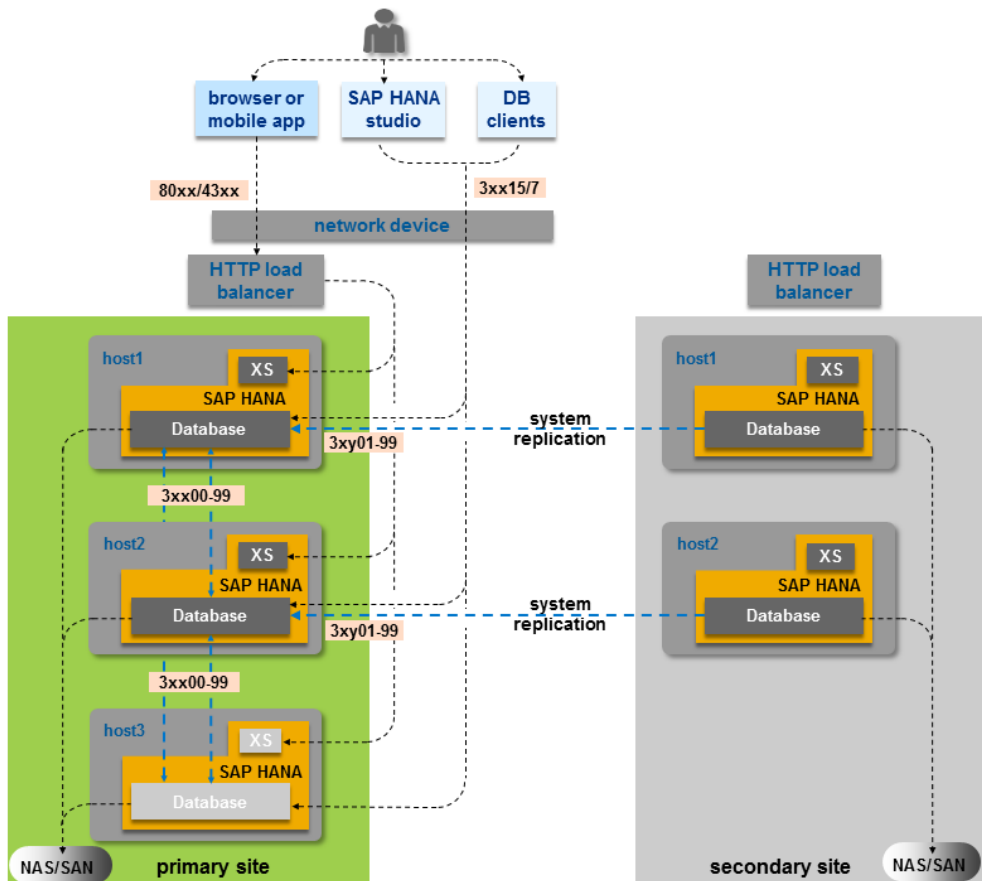 browser or
mobile app
SAP HANA
studio
DB
clients
80xx/43xx
3xx15/7
network device
HTTP load
balancer
HTTP load
balancer
host1
XS
SAP HANA
Database
3xy01-99
system
replication
host1
XS
SAP HANA
Database
3xx00-99
host2
XS
SAP HANA
Database
3xy01-99
system
replication
host2
XS
SAP HANA
Database
3xx00-99
host3
XS
SAP HANA
Database
NAS/SAN
primary site
secondary site
NAS/SAN